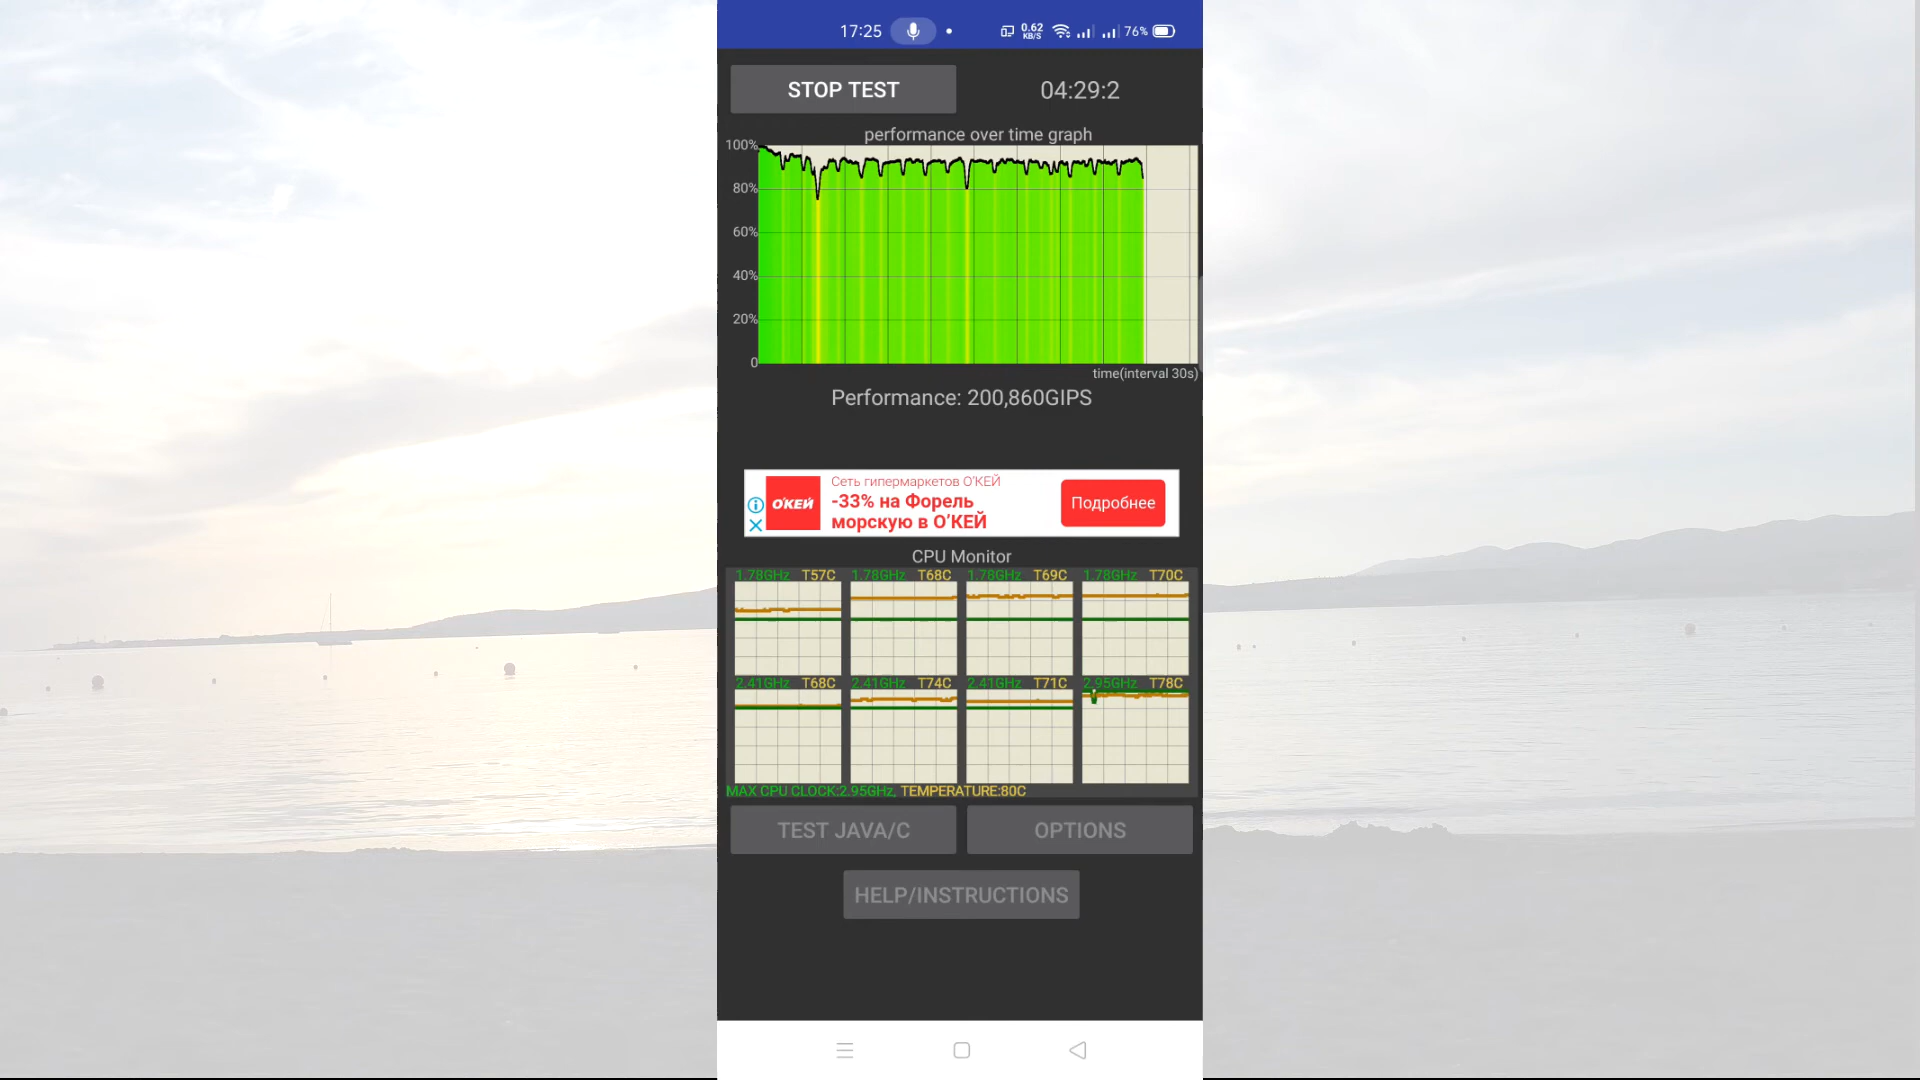 17:25 0.62 KB/S 76%
STOP TEST 04:29:2
performance over time graph
100%
80%
60%
40%
20%
0
time(interval 30s)
Performance: 200,860GIPS
О'КЕЙ
Сеть гипермаркетов О'КЕЙ
-33% на Форель
морскую в О'КЕЙ
Подробнее
CPU Monitor
1.78GHz T57C 1.78GHz T68C 1.78GHz T69C 1.78GHz T70C
2.41GHz T68C 2.41GHz T74C 2.41GHz T71C 2.95GHz T78C
MAX CPU CLOCK:2.95GHz, TEMPERATURE:80C
TEST JAVA/C OPTIONS
HELP/INSTRUCTIONS